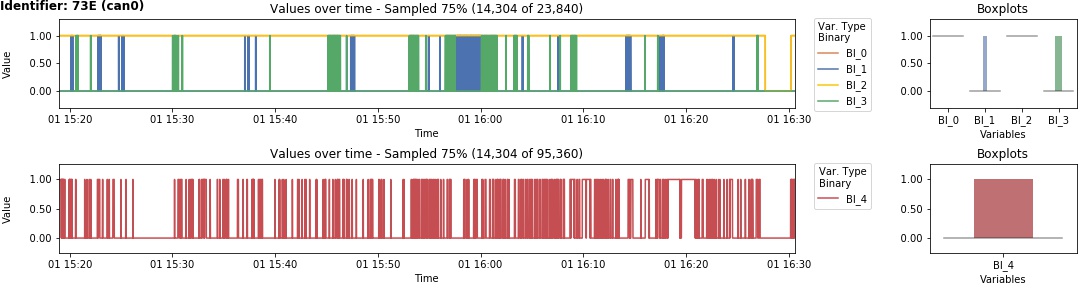 Identifier: 73E (can0)
Values over time - Sampled 75% (14,304 of 23,840)
Boxplots
Value
1.00
0.50
0.00
01 15:20 01 15:30 01 15:40 01 15:50 01 16:00 01 16:10 01 16:20 01 16:30
Time
Var. Type
Binary
BI_0
BI_1
BI_2
BI_3
1.00
0.50
0.00
BI_0 BI_1 BI_2 BI_3
Variables
Values over time - Sampled 75% (14,304 of 95,360)
Boxplots
Value
1.00
0.50
0.00
01 15:20 01 15:30 01 15:40 01 15:50 01 16:00 01 16:10 01 16:20 01 16:30
Time
Var. Type
Binary
BI_4
1.00
0.50
0.00
BI_4
Variables